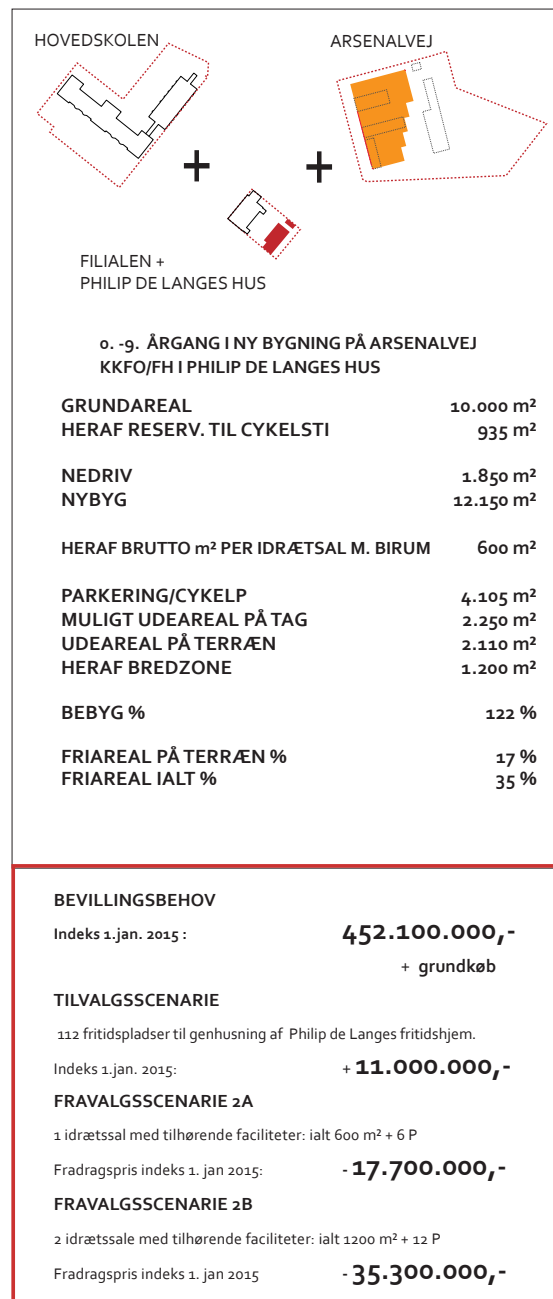 HOVEDSKOLEN
ARSENALVEJ
+ +
FILIALEN +
PHILIP DE LANGES HUS
0. -9. ÅRGANG I NY BYGNING PÅ ARSENALVEJ
KKFO/FH I PHILIP DE LANGES HUS
GRUNDAREAL 10.000 m²
HERAF RESERV. TIL CYKELSTI 935 m²
NEDRIV 1.850 m²
NYBYG 12.150 m²
HERAF BRUTTO m² PER IDRÆTSAL M. BIRUM 600 m²
PARKERING/CYKELP 4.105 m²
MULIGT UDEAREAL PÅ TAG 2.250 m²
UDEAREAL PÅ TERRÆN 2.110 m²
HERAF BREDZONE 1.200 m²
BEBYG % 122 %
FRIAREAL PÅ TERRÆN % 17 %
FRIAREAL IALT % 35 %
BEVILLINGSBEHOV
Indeks 1.jan. 2015 : 452.100.000,-
+ grundkøb
TILVALGSSCENARIE
112 fritidspladser til genhusning af Philip de Langes fritidshjem.
Indeks 1.jan. 2015: + 11.000.000,-
FRAVALGSSCENARIE 2A
1 idrætssal med tilhørende faciliteter: ialt 600 m² + 6 P
Fradragspris indeks 1. jan 2015: - 17.700.000,-
FRAVALGSSCENARIE 2B
2 idrætssale med tilhørende faciliteter: ialt 1200 m² + 12 P
Fradragspris indeks 1. jan 2015 - 35.300.000,-